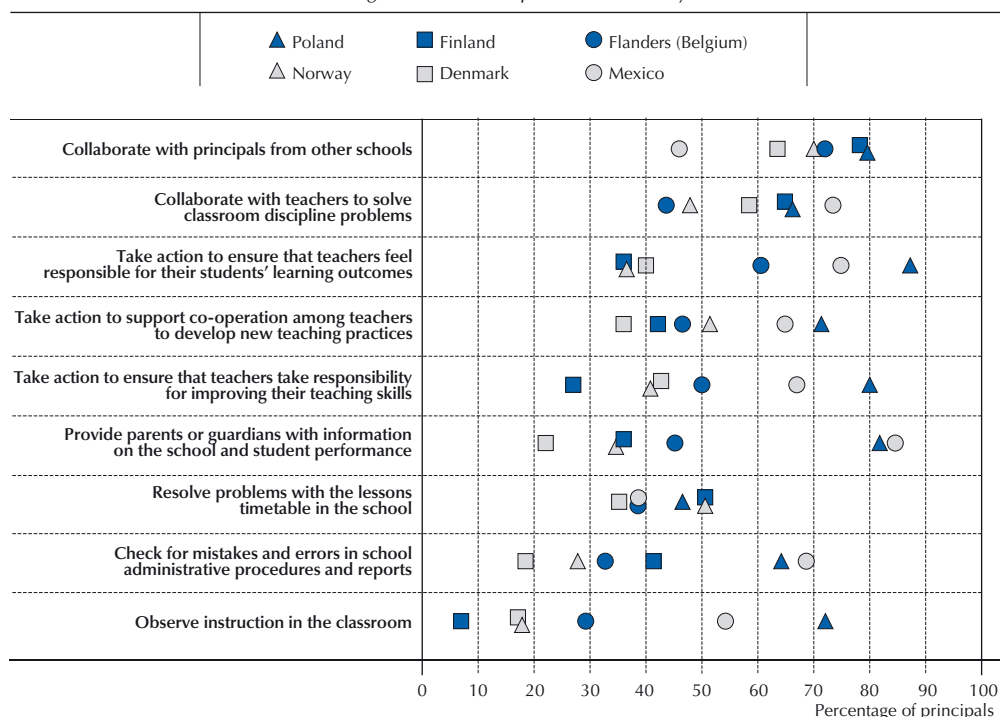 Poland Finland Flanders (Belgium)
Norway Denmark Mexico
Collaborate with principals from other schools
Collaborate with teachers to solve
classroom discipline problems
Take action to ensure that teachers feel
responsible for their students' learning outcomes
Take action to support co-operation among teachers
to develop new teaching practices
Take action to ensure that teachers take responsibility
for improving their teaching skills
Provide parents or guardians with information
on the school and student performance
Resolve problems with the lessons
timetable in the school
Check for mistakes and errors in school
administrative procedures and reports
Observe instruction in the classroom
0 10 20 30 40 50 60 70 80 90 100
Percentage of principals